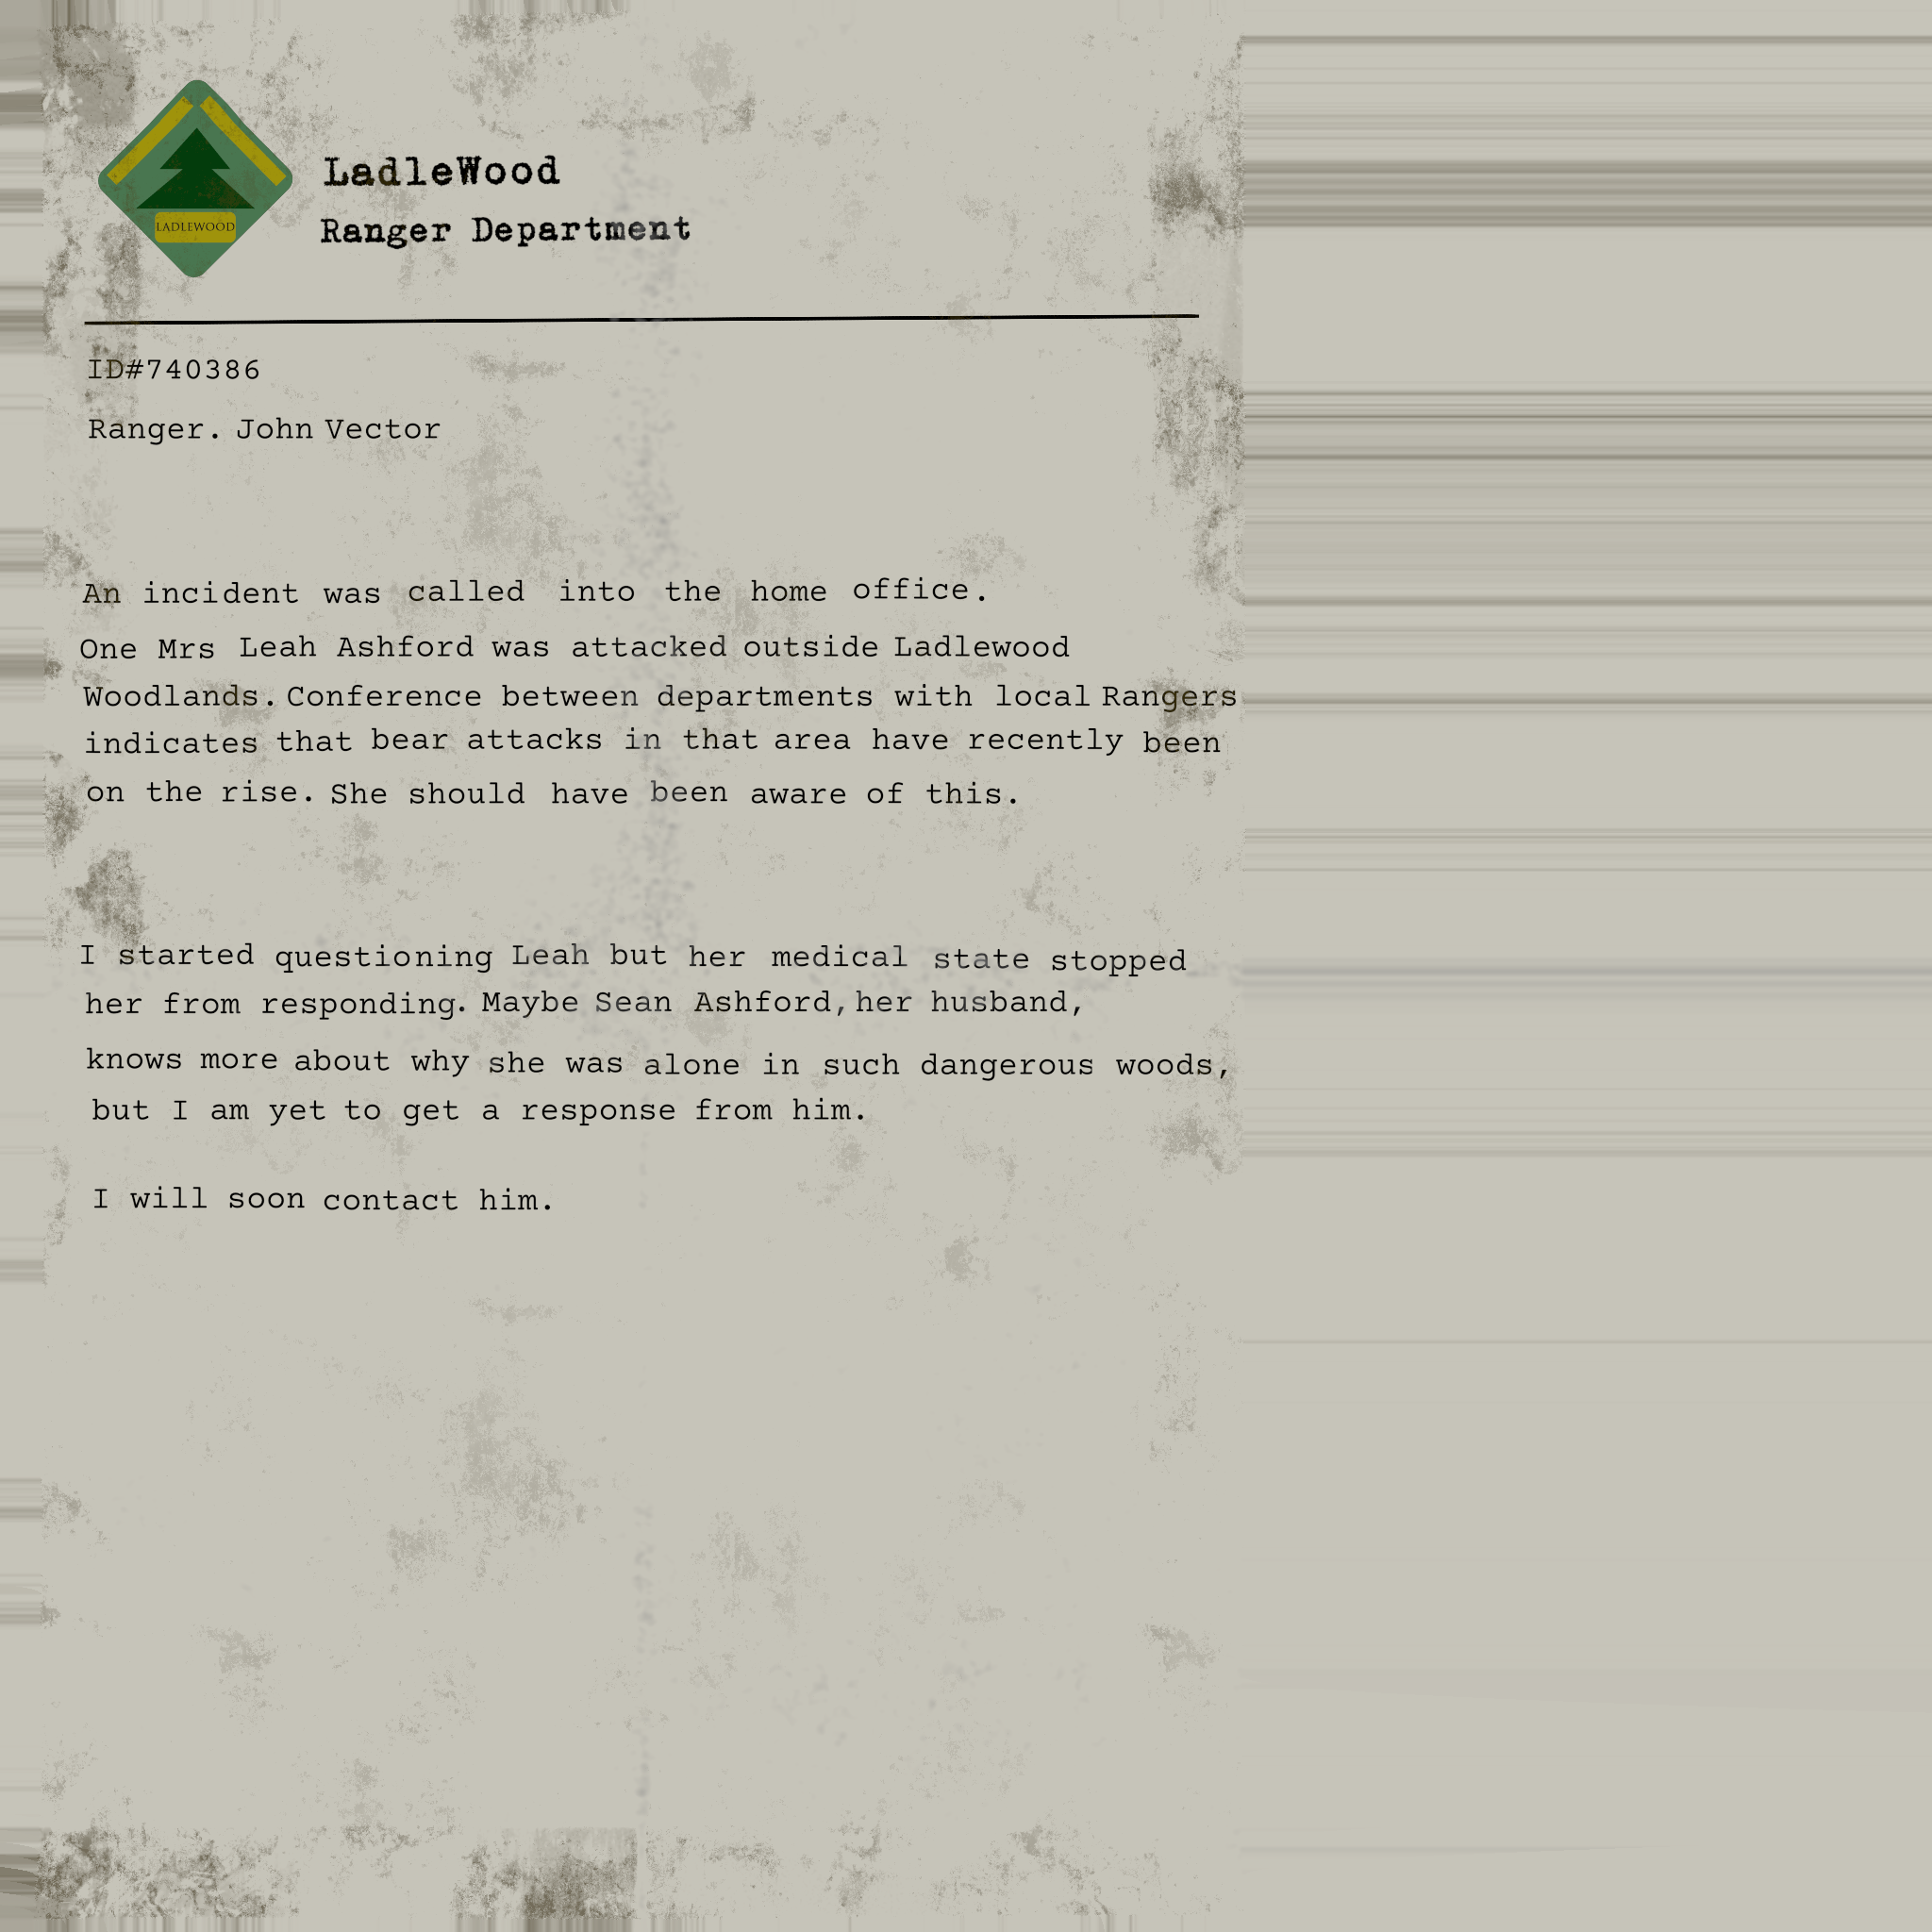 LADLEWOOD
LadleWood
Ranger Department
ID#740386
Ranger. John Vector
An incident was called into the home office.
One Mrs Leah Ashford was attacked outside Ladlewood
Woodlands. Conference between departments with local Rangers
indicates that bear attacks in that area have recently been
on the rise. She should have been aware of this.
I started questioning Leah but her medical state stopped
her from responding. Maybe Sean Ashford, her husband,
knows more about why she was alone in such dangerous woods,
but I am yet to get a response from him.
I will soon contact him.